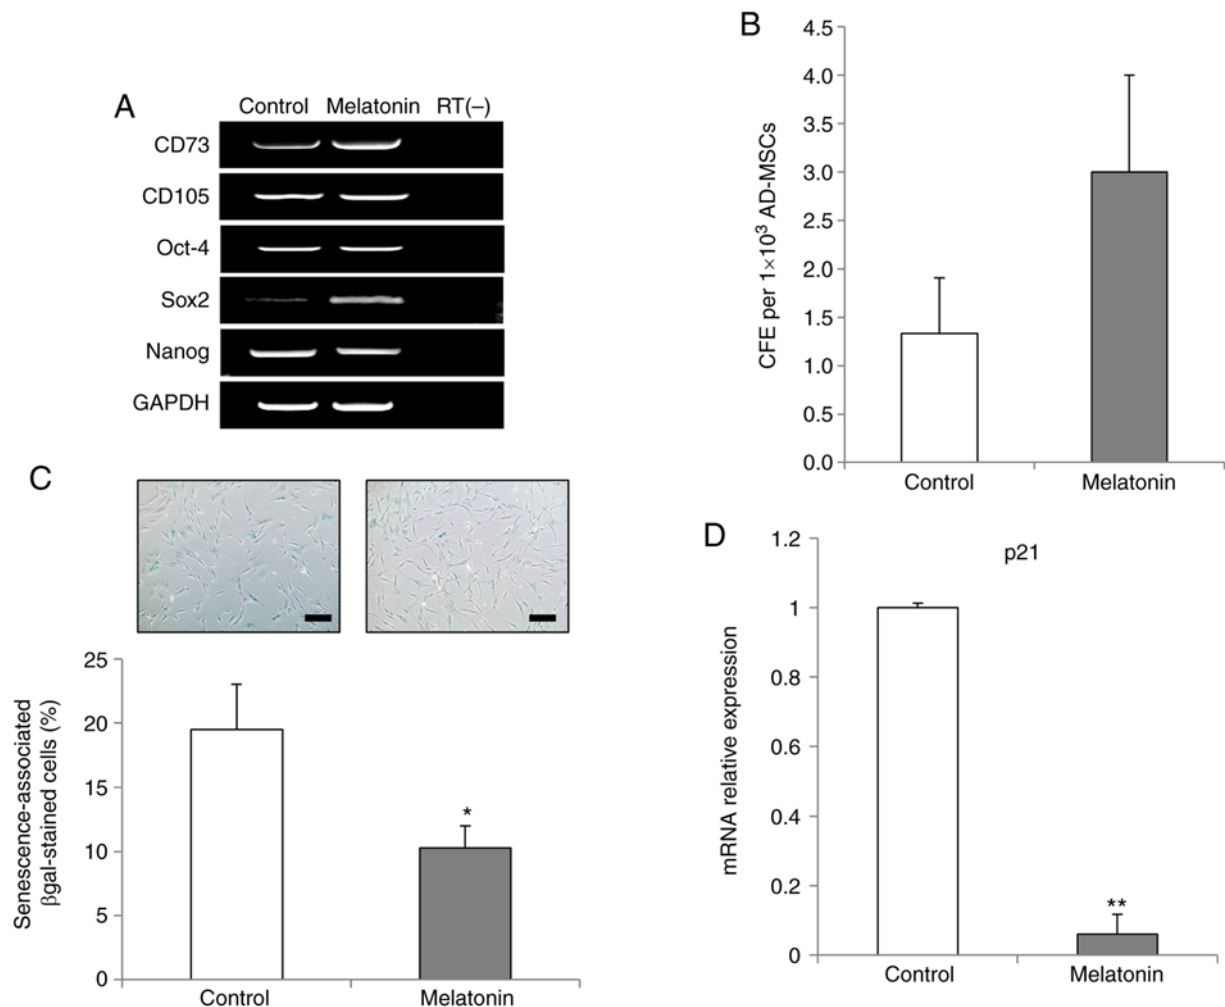 A
Control Melatonin RT(–)
CD73
CD105
Oct-4
Sox2
Nanog
GAPDH
B
CFE per 1×10³ AD-MSCs
4.5
4.0
3.5
3.0
2.5
2.0
1.5
1.0
0.5
0.0
Control Melatonin
C
Senescence-associated
βgal-stained cells (%)
25
20
15
10
5
0
*
Control Melatonin
D
p21
mRNA relative expression
1.2
1
0.8
0.6
0.4
0.2
0
**
Control Melatonin